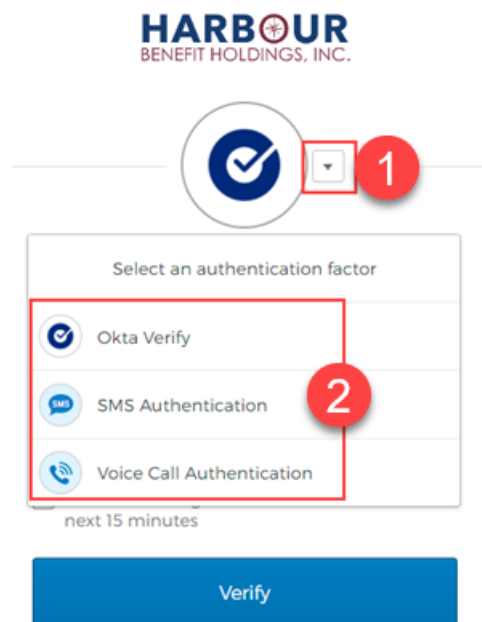 HARBOUR
BENEFIT HOLDINGS, INC.
1
Select an authentication factor
Okta Verify
2
SMS
SMS Authentication
Voice Call Authentication
next 15 minutes
Verify